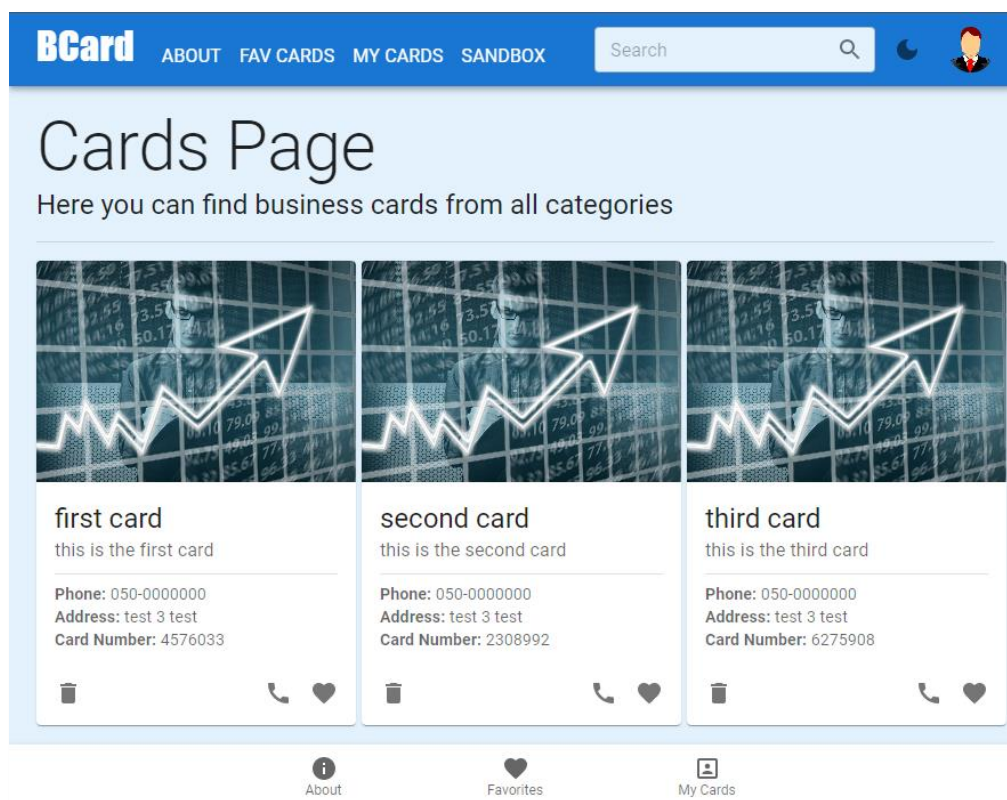 BCard ABOUT FAV CARDS MY CARDS SANDBOX Search
Cards Page
Here you can find business cards from all categories
first card
this is the first card
Phone: 050-0000000
Address: test 3 test
Card Number: 4576033
second card
this is the second card
Phone: 050-0000000
Address: test 3 test
Card Number: 2308992
third card
this is the third card
Phone: 050-0000000
Address: test 3 test
Card Number: 6275908
About Favorites My Cards